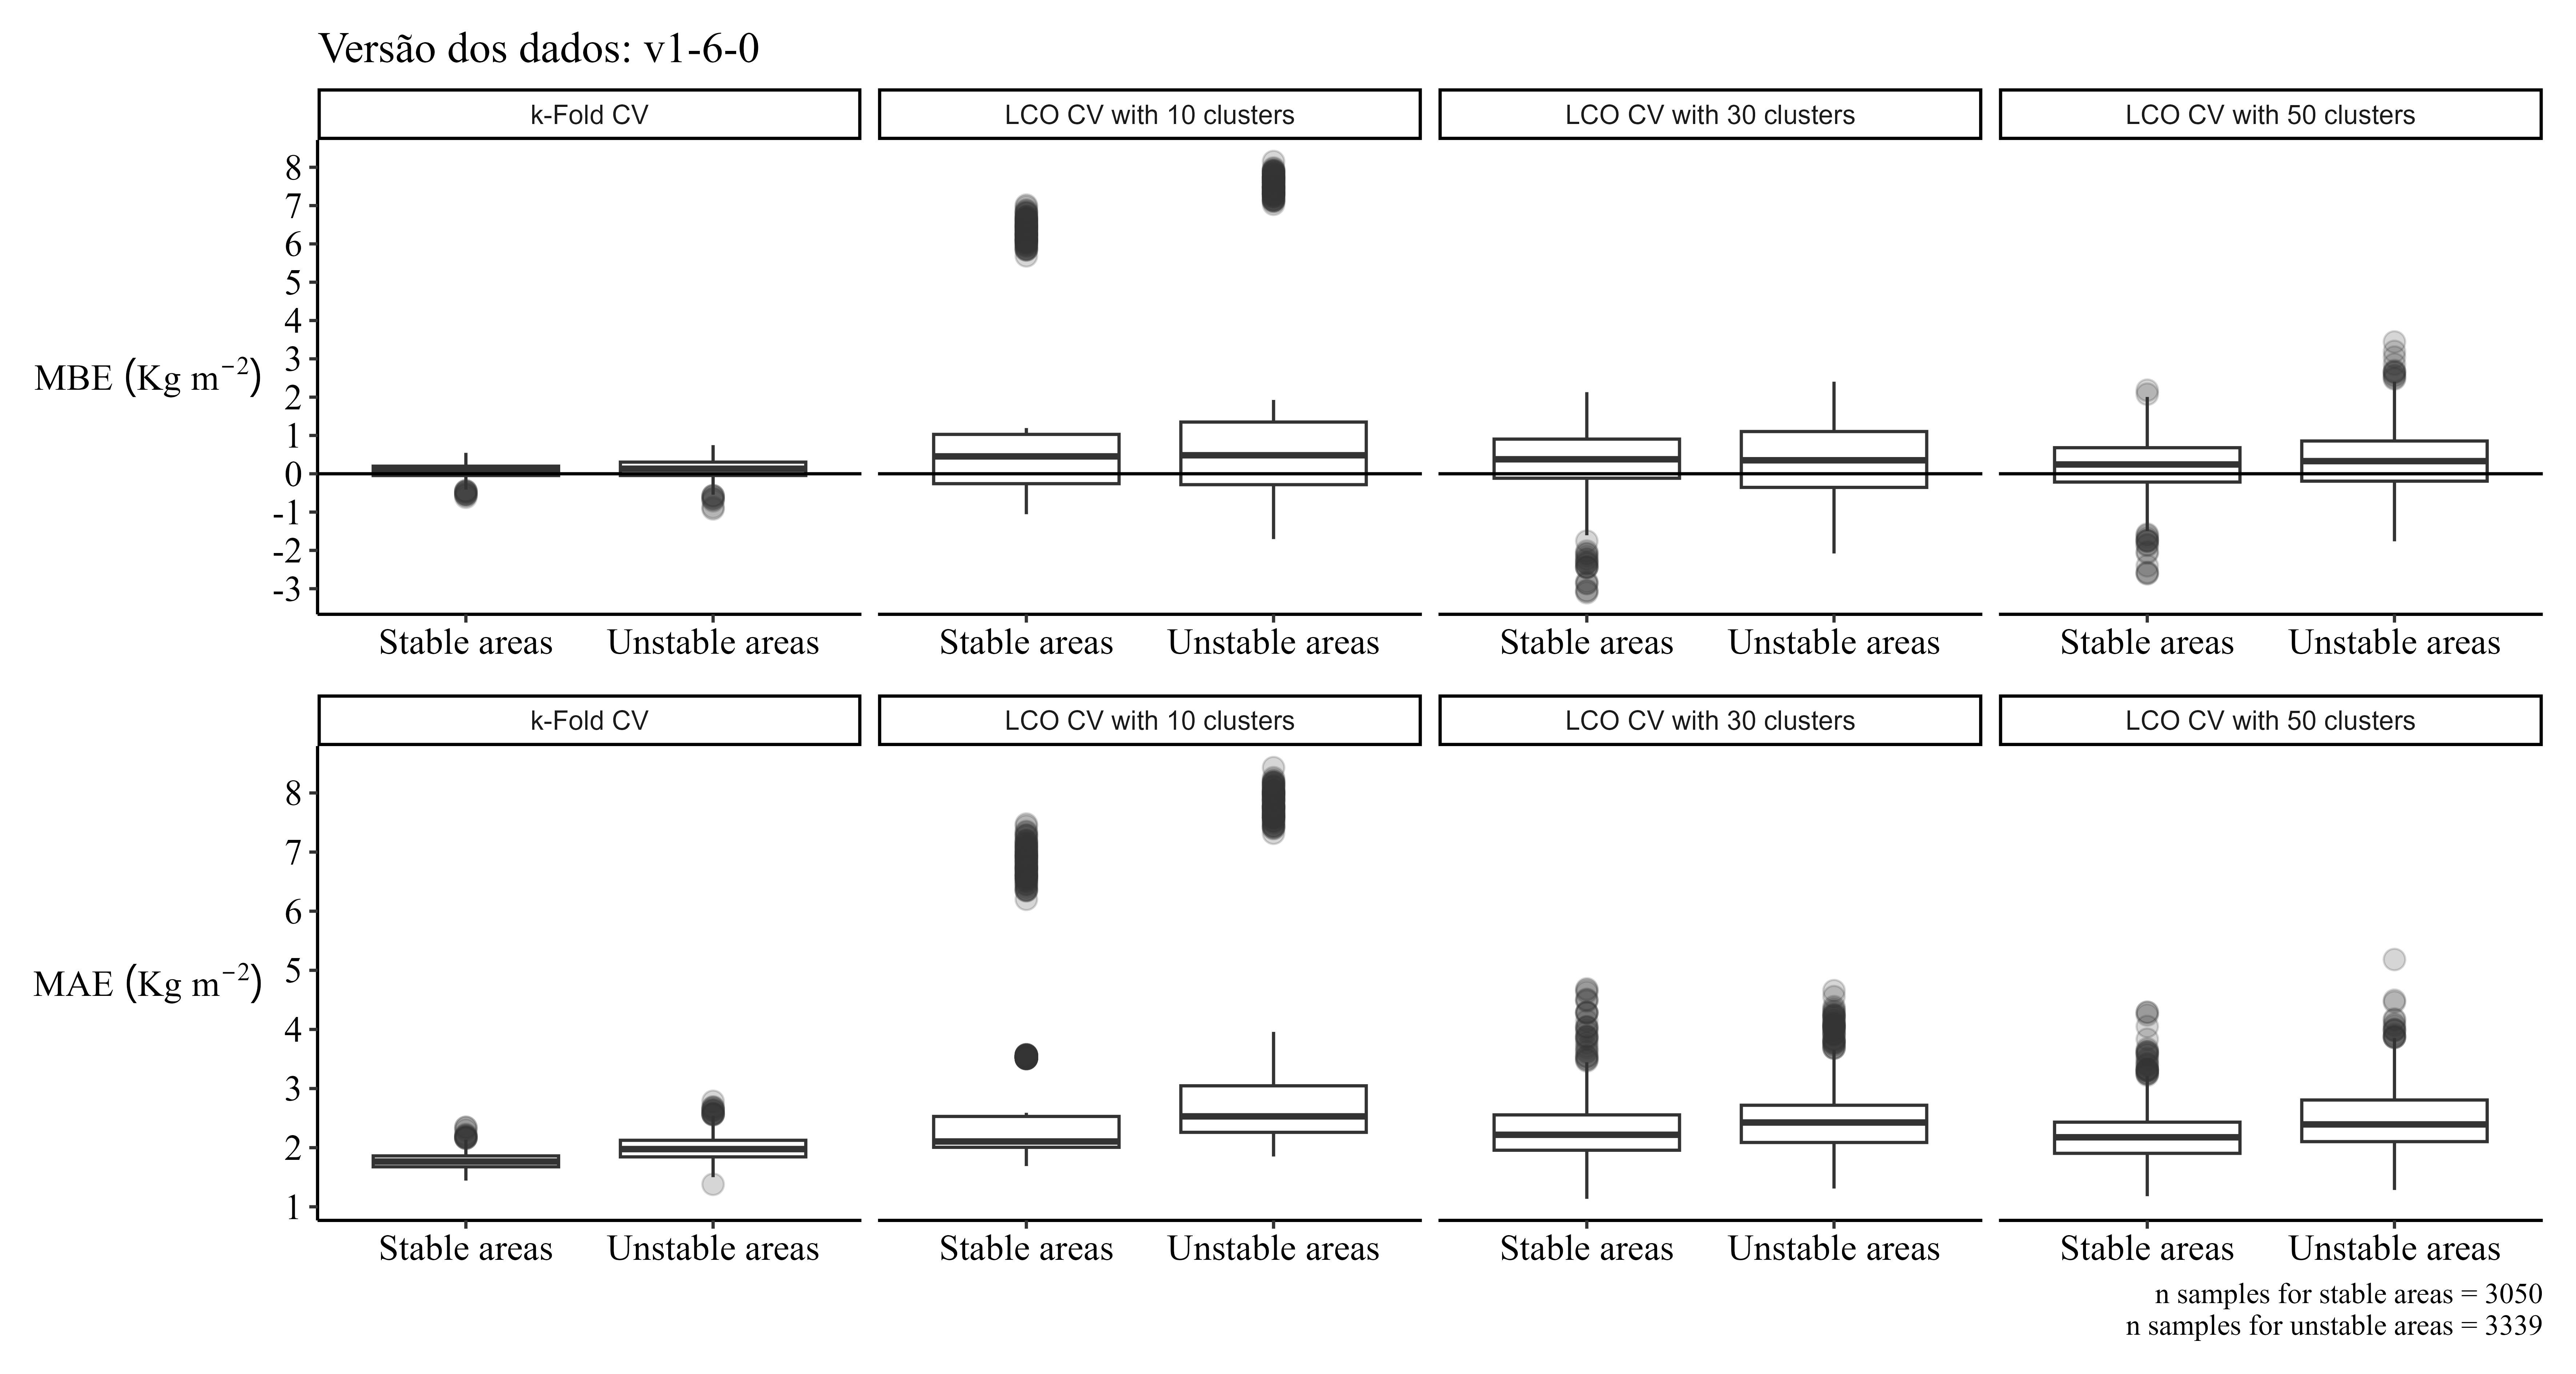 Versão dos dados: v1-6-0
k-Fold CV
LCO CV with 10 clusters
LCO CV with 30 clusters
LCO CV with 50 clusters
8
7
6
5
4
3
2
1
0
-1
-2
-3
MBE (Kg m⁻²)
Stable areas
Unstable areas
Stable areas
Unstable areas
Stable areas
Unstable areas
Stable areas
Unstable areas
k-Fold CV
LCO CV with 10 clusters
LCO CV with 30 clusters
LCO CV with 50 clusters
8
7
6
5
4
3
2
1
MAE (Kg m⁻²)
Stable areas
Unstable areas
Stable areas
Unstable areas
Stable areas
Unstable areas
Stable areas
Unstable areas
n samples for stable areas = 3050
n samples for unstable areas = 3339